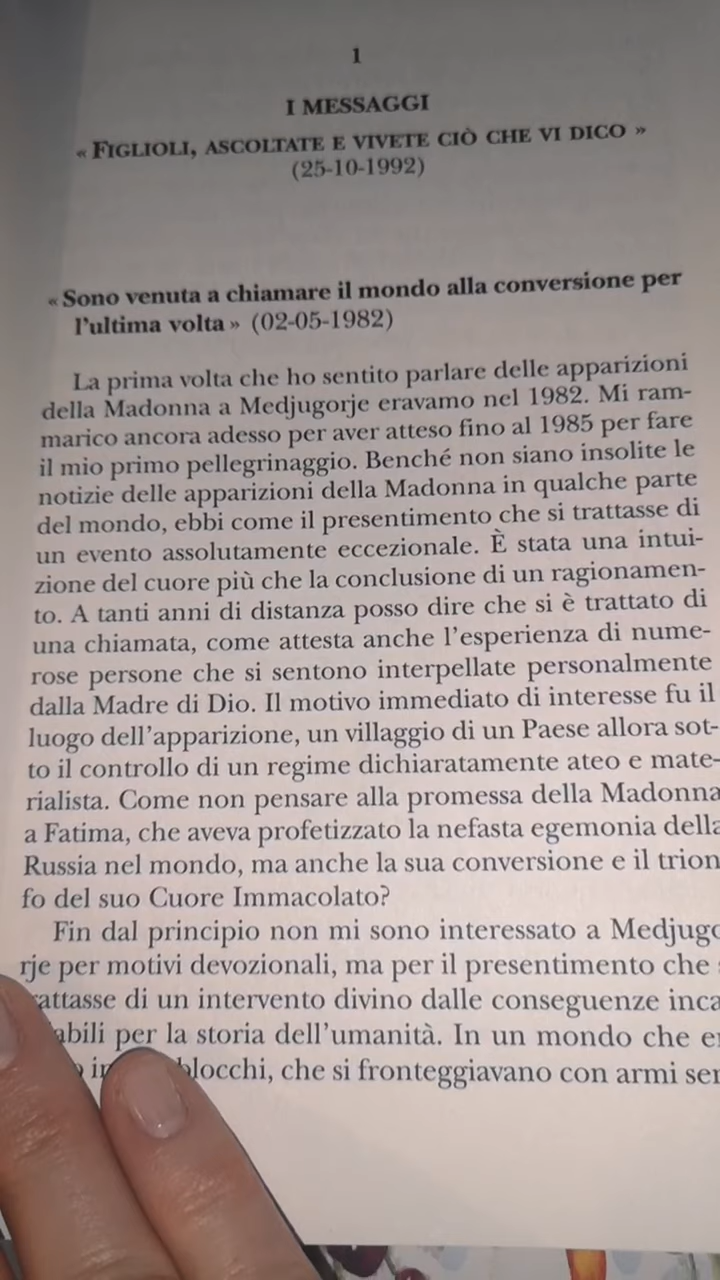 1
I MESSAGGI
« FIGLIOLI, ASCOLTATE E VIVETE CIÒ CHE VI DICO »
(25-10-1992)
« Sono venuta a chiamare il mondo alla conversione per
l'ultima volta » (02-05-1982)
La prima volta che ho sentito parlare delle apparizioni
della Madonna a Medjugorje eravamo nel 1982. Mi ram-
marico ancora adesso per aver atteso fino al 1985 per fare
il mio primo pellegrinaggio. Benché non siano insolite le
notizie delle apparizioni della Madonna in qualche parte
del mondo, ebbi come il presentimento che si trattasse di
un evento assolutamente eccezionale. È stata una intui-
zione del cuore più che la conclusione di un ragionamen-
to. A tanti anni di distanza posso dire che si è trattato di
una chiamata, come attesta anche l'esperienza di nume-
rose persone che si sentono interpellate personalmente
dalla Madre di Dio. Il motivo immediato di interesse fu il
luogo dell'apparizione, un villaggio di un Paese allora sot-
to il controllo di un regime dichiaratamente ateo e mate-
rialista. Come non pensare alla promessa della Madonna
a Fatima, che aveva profetizzato la nefasta egemonia della
Russia nel mondo, ma anche la sua conversione e il trion
fo del suo Cuore Immacolato?
Fin dal principio non mi sono interessato a Medjugo
rje per motivi devozionali, ma per il presentimento che
attasse di un intervento divino dalle conseguenze inca
abili per la storia dell'umanità. In un mondo che
blocchi, che si fronteggiavano con armi